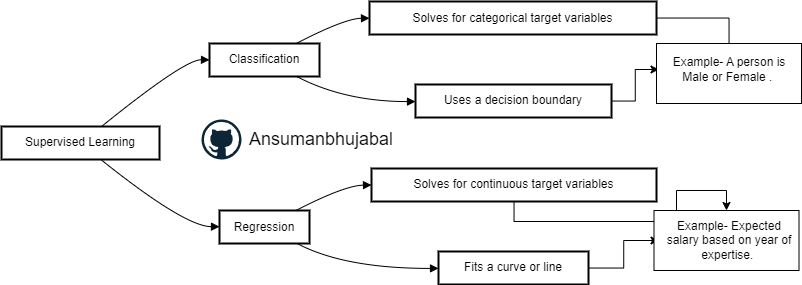 Solves for categorical target variables
Classification
Example- A person is
Male or Female .
Uses a decision boundary
Supervised Learning
Ansumanbhujabal
Solves for continuous target variables
Regression
Example- Expected
salary based on year of
expertise.
Fits a curve or line